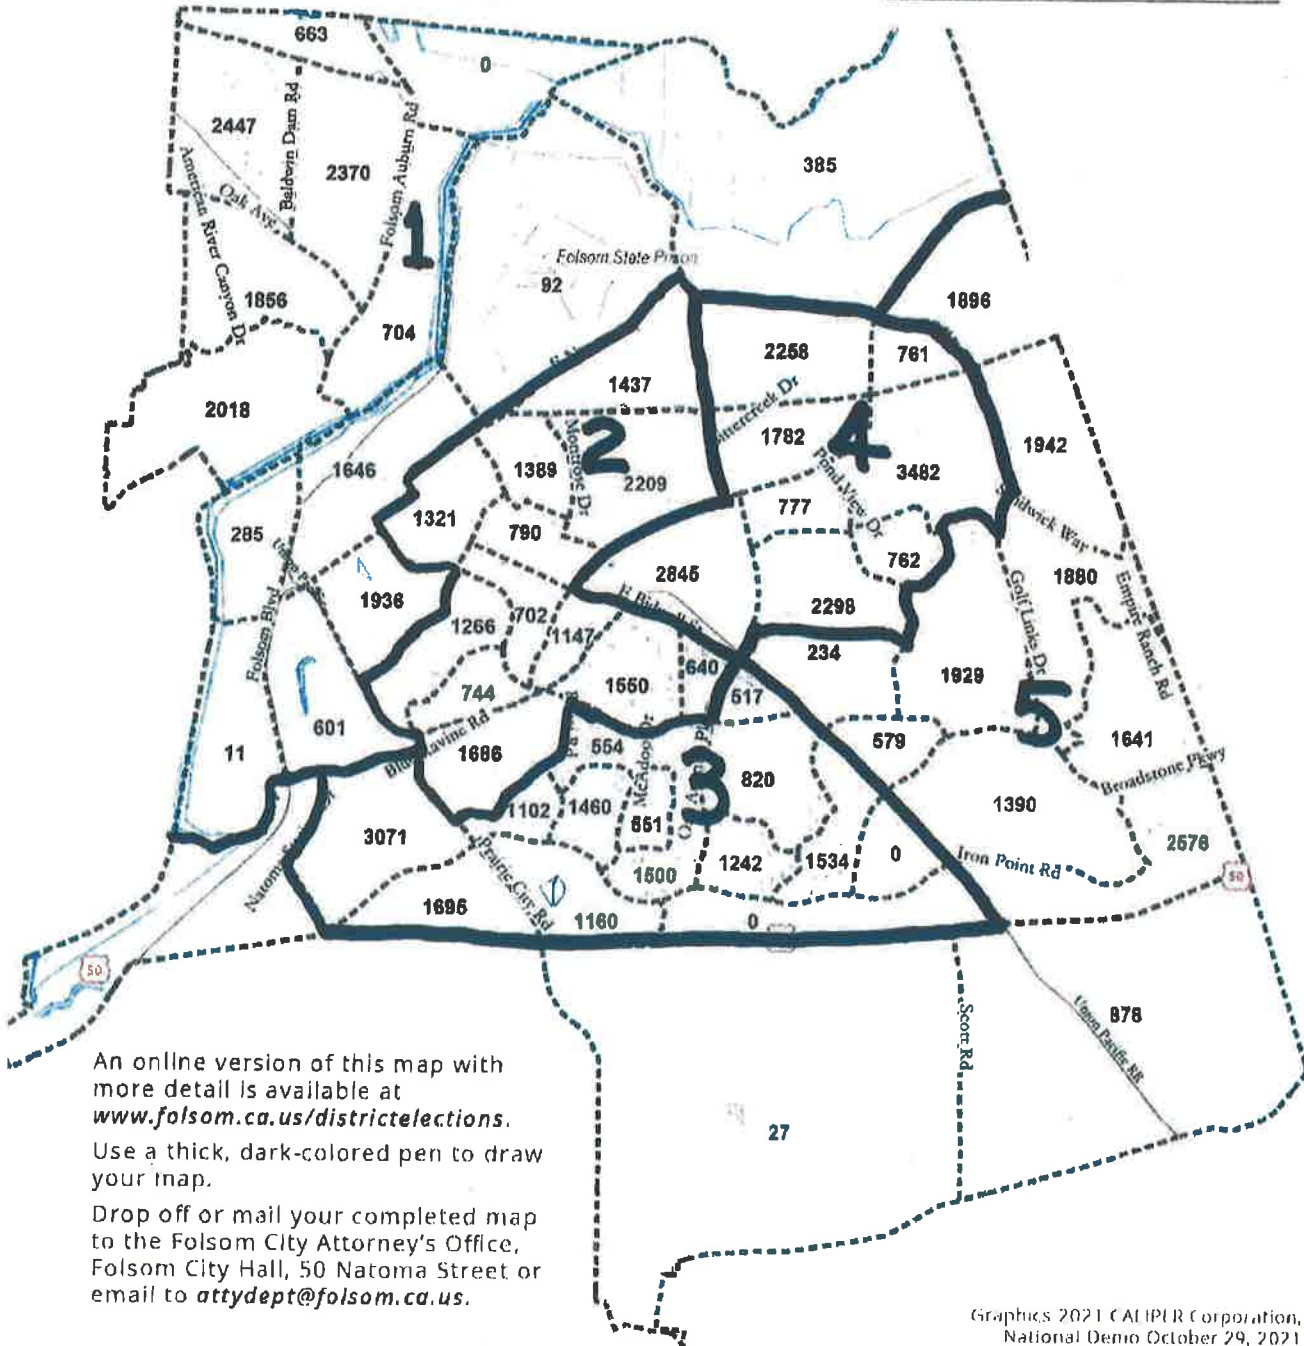 663
0
2447
Baldwin Dam Rd
2370
Folsom Auburn Rd
385
American River Canyon Dr
Oak Ave
1
Folsom State Prison
92
1856
704
1896
2258
761
1437
2018
Bittercreek Dr
1782
4
1942
2
1389
Montrose Dr
2209
3482
1646
Pond View Dr
777
1321
790
285
762
2845
1880
1936
Golf Links Dr
Empire Ranch Rd
Folsom Blvd
702
2298
1266
1147
E Bidwell St
234
640
1929
744
1550
517
5
601
11
Blue Ravine Rd
1686
554
McAdoo Dr
579
1641
3
820
Broadstone Pkwy
1102
1460
1390
651
3071
1242
1534
0
Iron Point Rd
2576
Prairie City Rd
1500
50
1695
1160
0
50
Scott Rd
878
Union Pacific RR
27
An online version of this map with
more detail is available at
www.folsom.ca.us/districtelections.
Use a thick, dark-colored pen to draw
your map.
Drop off or mail your completed map
to the Folsom City Attorney's Office,
Folsom City Hall, 50 Natoma Street or
email to attydept@folsom.ca.us.
Graphics 2021 CALIPER Corporation,
National Demo October 29, 2021